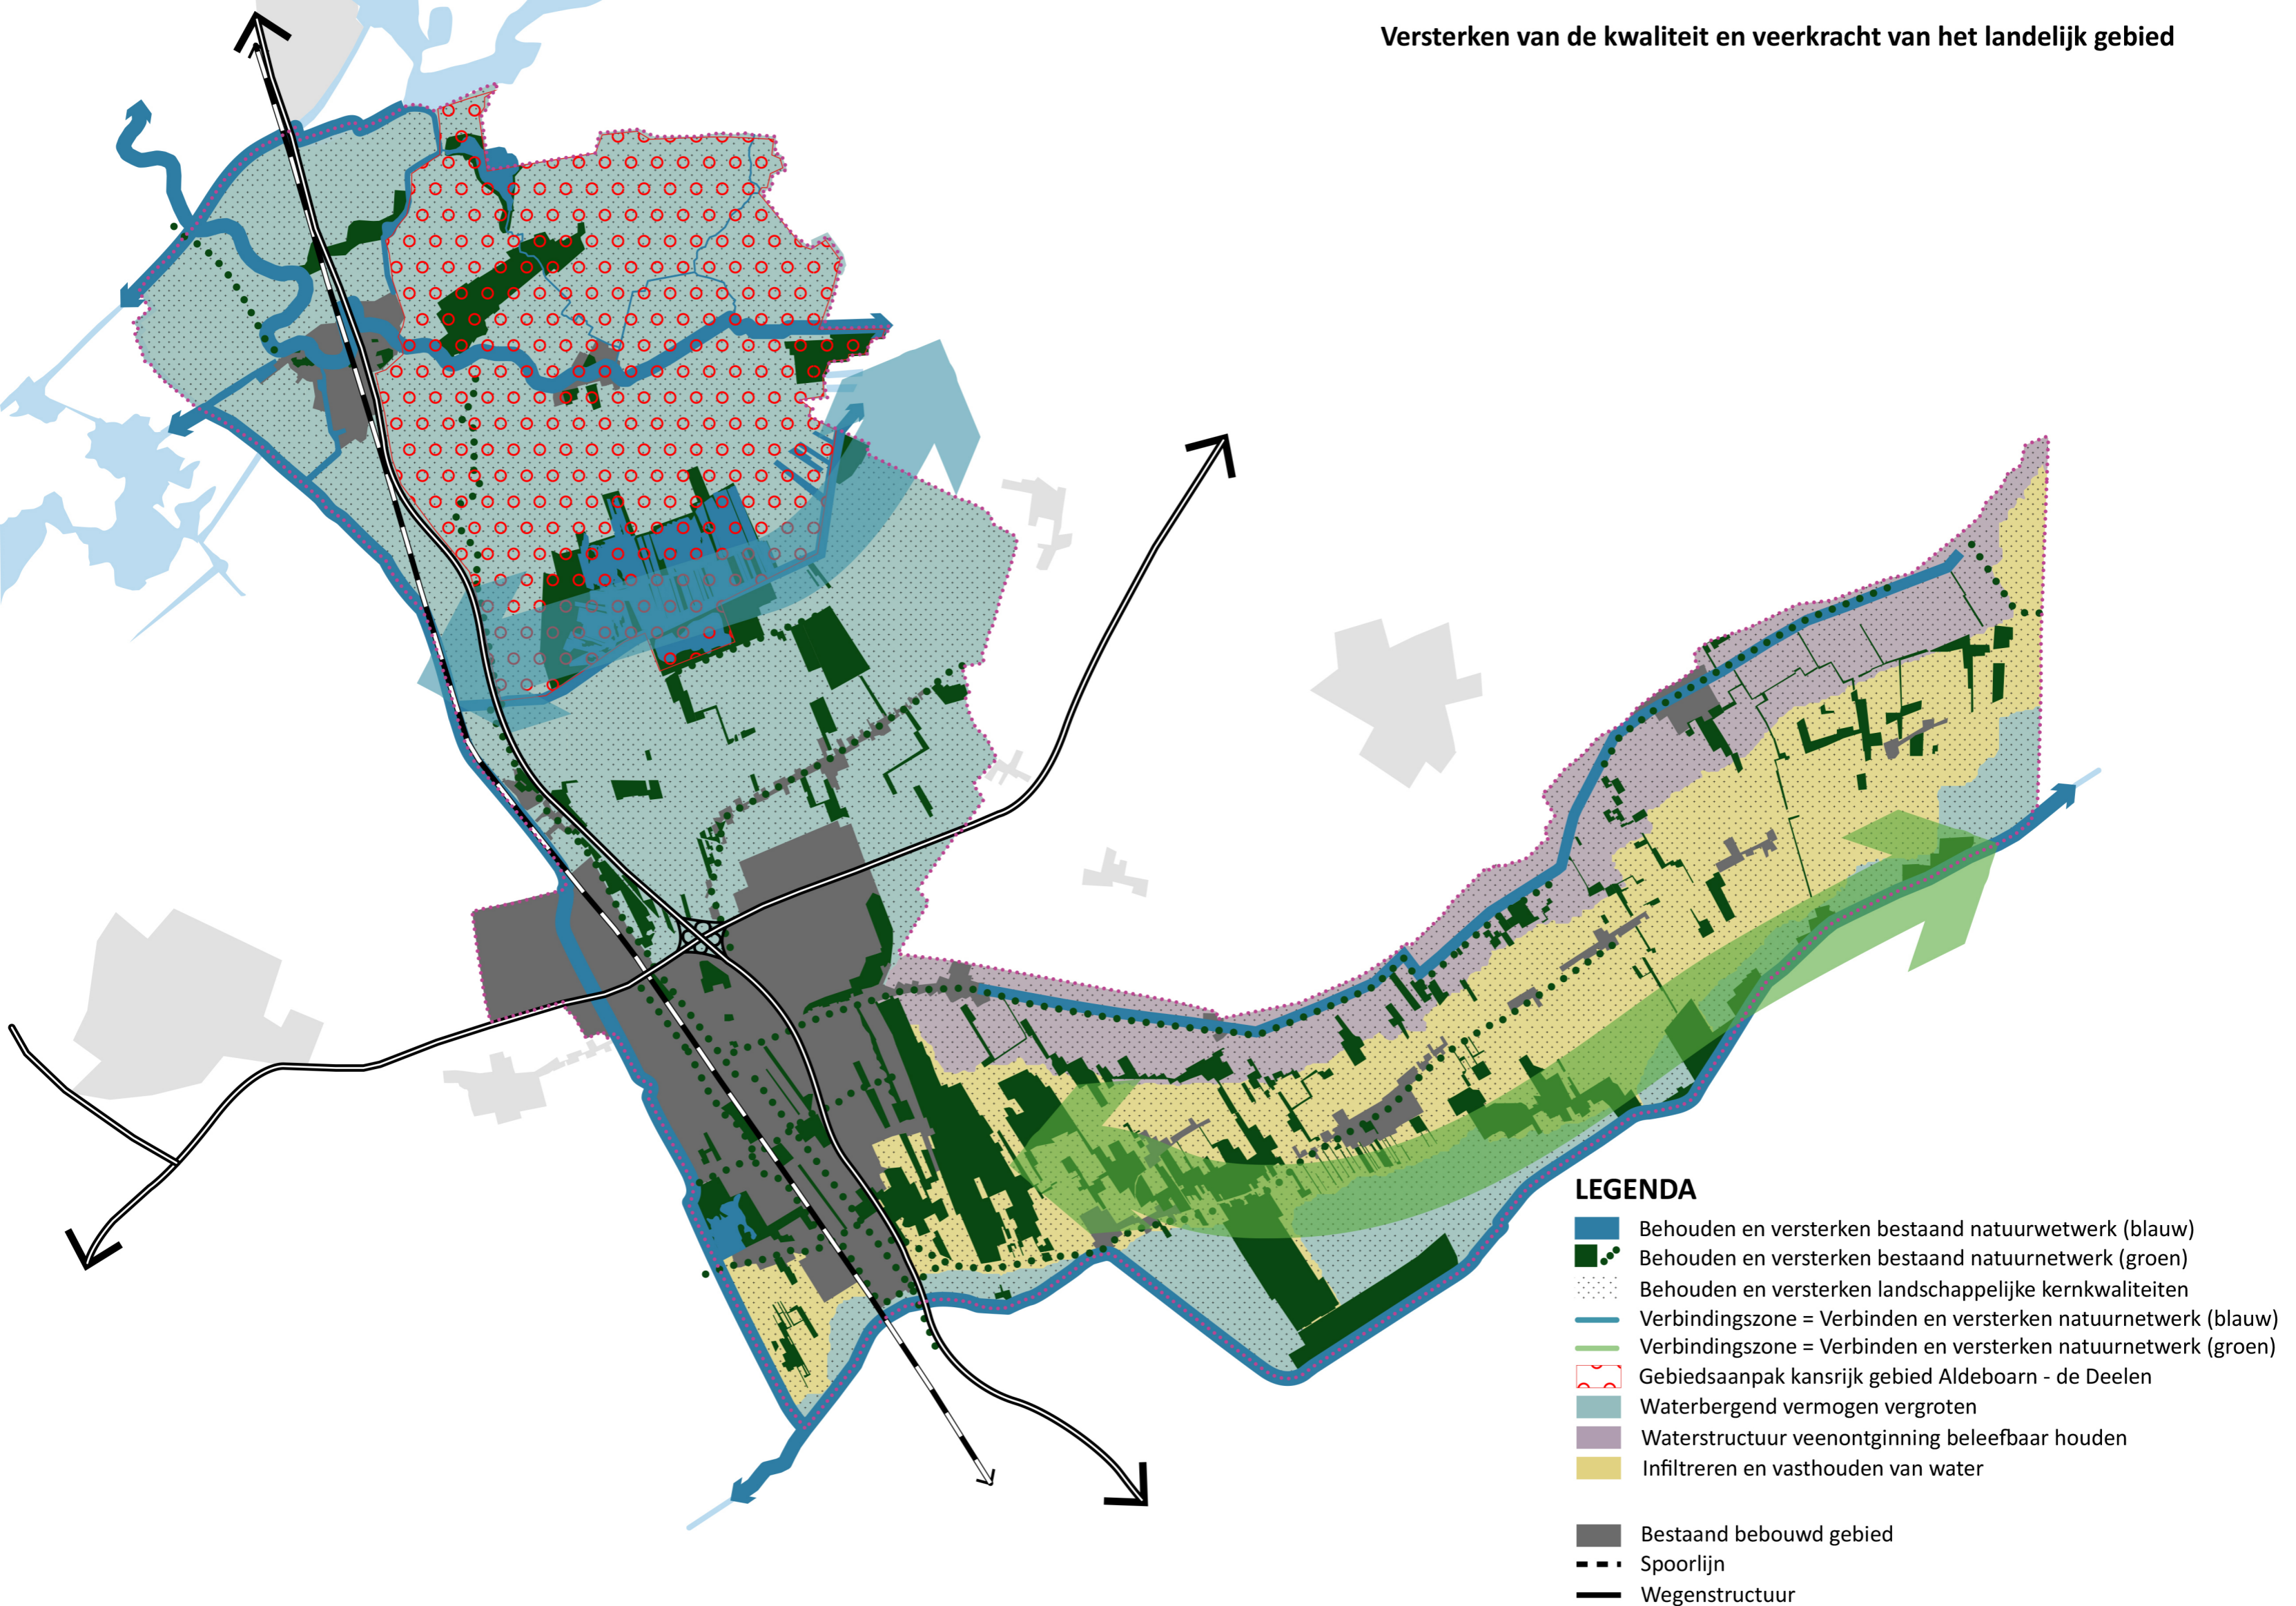 Versterken van de kwaliteit en veerkracht van het landelijk gebied
LEGENDA
Behouden en versterken bestaand natuurwetwerk (blauw)
Behouden en versterken bestaand natuurnetwerk (groen)
Behouden en versterken landschappelijke kernkwaliteiten
Verbindingszone = Verbinden en versterken natuurnetwerk (blauw)
Verbindingszone = Verbinden en versterken natuurnetwerk (groen)
Gebiedsaanpak kansrijk gebied Aldeboarn - de Deelen
Waterbergend vermogen vergroten
Waterstructuur veenontginning beleefbaar houden
Infiltreren en vasthouden van water
Bestaand bebouwd gebied
Spoorlijn
Wegenstructuur